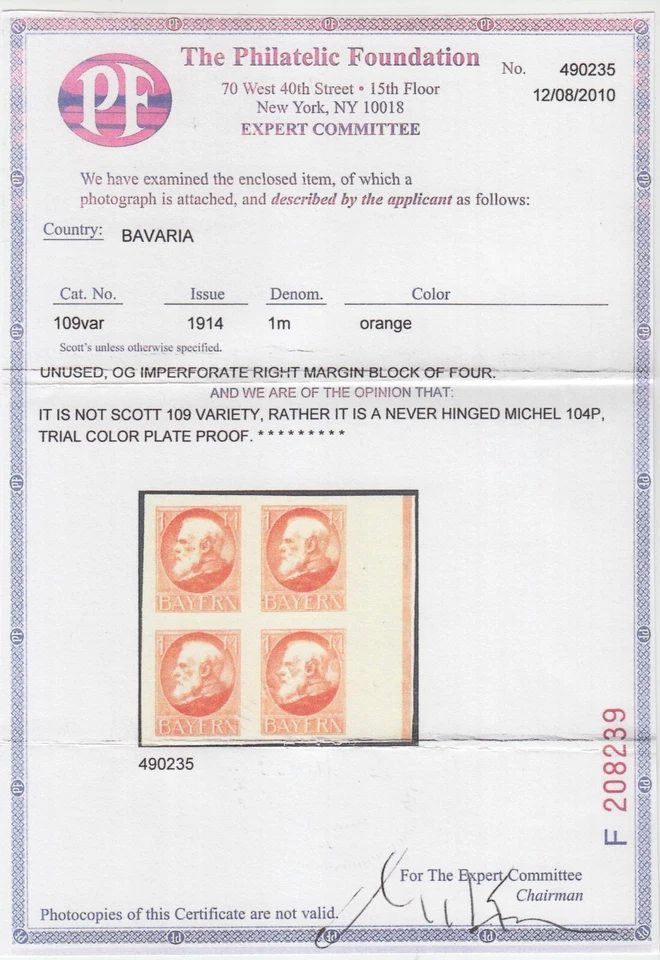 PF
The Philatelic Foundation
70 West 40th Street • 15th Floor
New York, NY 10018
EXPERT COMMITTEE
No. 490235
12/08/2010
We have examined the enclosed item, of which a
photograph is attached, and described by the applicant as follows:
Country: BAVARIA
Cat. No. Issue Denom. Color
109var 1914 1m orange
Scott's unless otherwise specified.
UNUSED, OG IMPERFORATE RIGHT MARGIN BLOCK OF FOUR.
AND WE ARE OF THE OPINION THAT:
IT IS NOT SCOTT 109 VARIETY, RATHER IT IS A NEVER HINGED MICHEL 104P,
TRIAL COLOR PLATE PROOF. * * * * * * * * *
1 M 1 M
BAYERN BAYERN
1 M 1 M
BAYERN BAYERN
490235
F 208239
For The Expert Committee
Chairman
Photocopies of this Certificate are not valid.